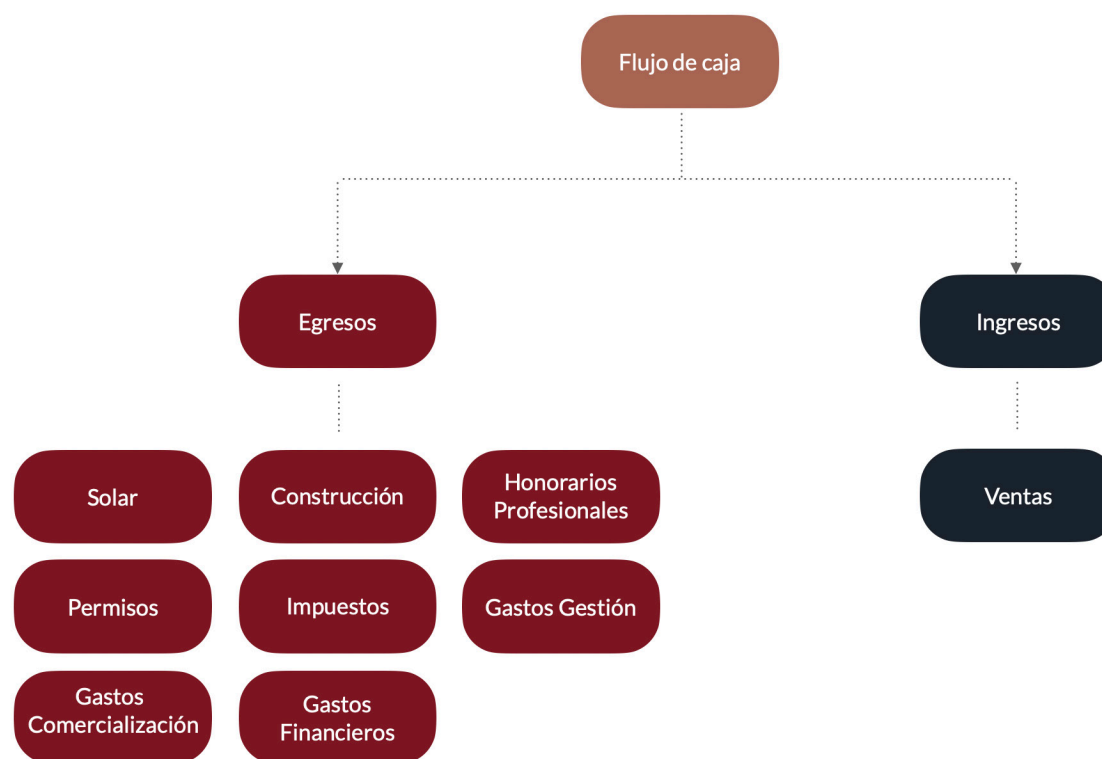 Flujo de caja
Egresos
Ingresos
Solar
Construcción
Honorarios
Profesionales
Ventas
Permisos
Impuestos
Gastos Gestión
Gastos
Comercialización
Gastos
Financieros